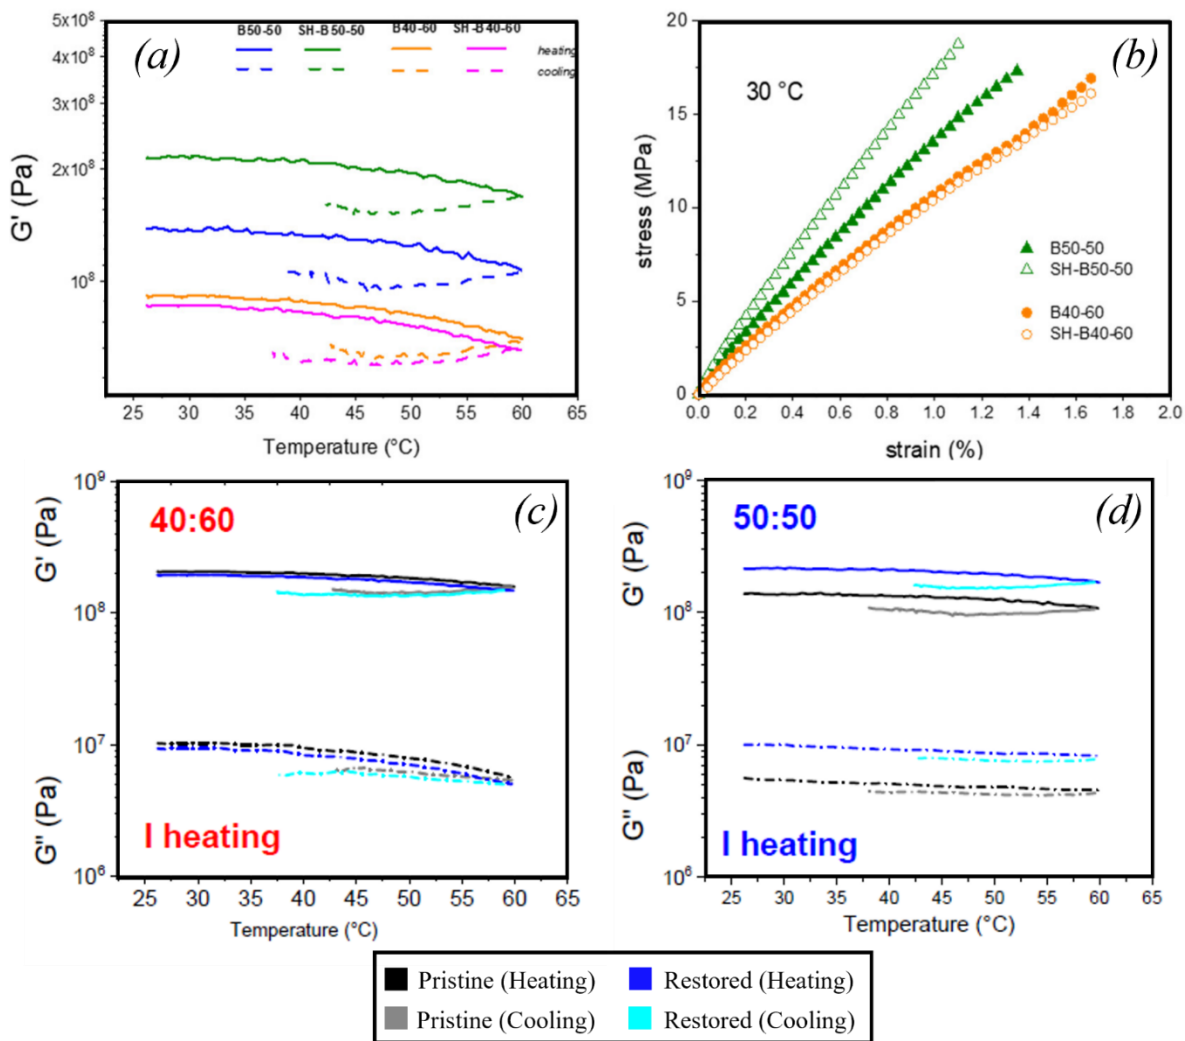 (a)
B50-50 SH-B50-50 B40-60 SH-B40-60
heating
cooling
5x10⁸
4x10⁸
3x10⁸
2x10⁸
10⁸
G' (Pa)
25 30 35 40 45 50 55 60 65
Temperature (°C)
(b)
30 °C
20
15
10
5
0
stress (MPa)
B50-50
SH-B50-50
B40-60
SH-B40-60
0.0 0.2 0.4 0.6 0.8 1.0 1.2 1.4 1.6 1.8 2.0
strain (%)
(c)
40:60
10⁹
10⁸
10⁷
10⁶
G' (Pa)
G'' (Pa)
I heating
25 30 35 40 45 50 55 60 65
Temperature (°C)
(d)
50:50
10⁹
10⁸
10⁷
10⁶
G' (Pa)
G'' (Pa)
I heating
25 30 35 40 45 50 55 60 65
Temperature (°C)
Pristine (Heating) Restored (Heating)
Pristine (Cooling) Restored (Cooling)